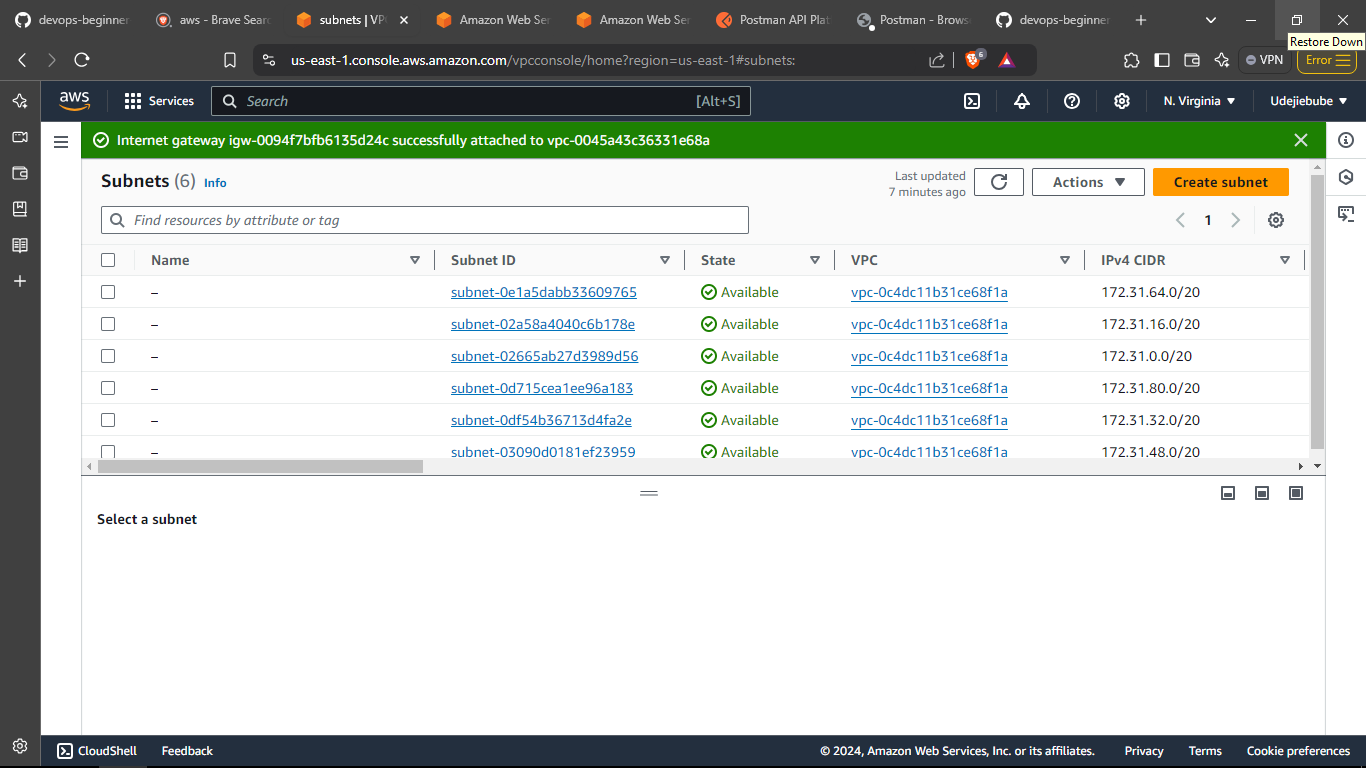 devops-beginner
aws - Brave Sear
subnets | VP
Amazon Web Se
Amazon Web Se
Postman API Plat
Postman - Brows
devops-beginner
Restore Down
us-east-1.console.aws.amazon.com/vpcconsole/home?region=us-east-1#subnets:
6
VPN
Error
aws
Services
Search
[Alt+S]
N. Virginia
Udejiebube
Internet gateway igw-0094f7bfb6135d24c successfully attached to vpc-0045a43c36331e68a
Subnets (6) Info
Last updated
7 minutes ago
Actions
Create subnet
Find resources by attribute or tag
1
Name Subnet ID State VPC IPv4 CIDR
– subnet-0e1a5dabb33609765 Available vpc-0c4dc11b31ce68f1a 172.31.64.0/20
– subnet-02a58a4040c6b178e Available vpc-0c4dc11b31ce68f1a 172.31.16.0/20
– subnet-02665ab27d3989d56 Available vpc-0c4dc11b31ce68f1a 172.31.0.0/20
– subnet-0d715cea1ee96a183 Available vpc-0c4dc11b31ce68f1a 172.31.80.0/20
– subnet-0df54b36713d4fa2e Available vpc-0c4dc11b31ce68f1a 172.31.32.0/20
– subnet-03090d0181ef23959 Available vpc-0c4dc11b31ce68f1a 172.31.48.0/20
Select a subnet
CloudShell Feedback © 2024, Amazon Web Services, Inc. or its affiliates. Privacy Terms Cookie preferences